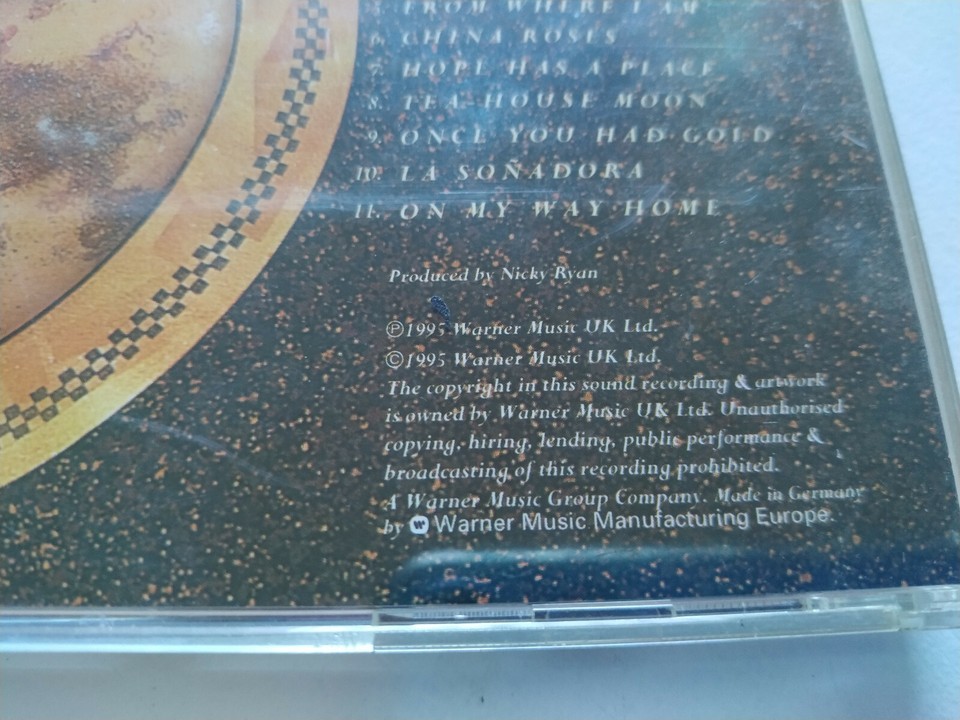 5. FROM WHERE I AM
6. CHINA ROSES
7. HOPE HAS A PLACE
8. TEA-HOUSE MOON
9. ONCE YOU HAD GOLD
10. LA SOÑADORA
11. ON MY WAY HOME
Produced by Nicky Ryan
℗1995 Warner Music UK Ltd.
©1995 Warner Music UK Ltd.
The copyright in this sound recording & artwork
is owned by Warner Music UK Ltd. Unauthorised
copying, hiring, lending, public performance &
broadcasting of this recording prohibited.
A Warner Music Group Company. Made in Germany
by Warner Music Manufacturing Europe.